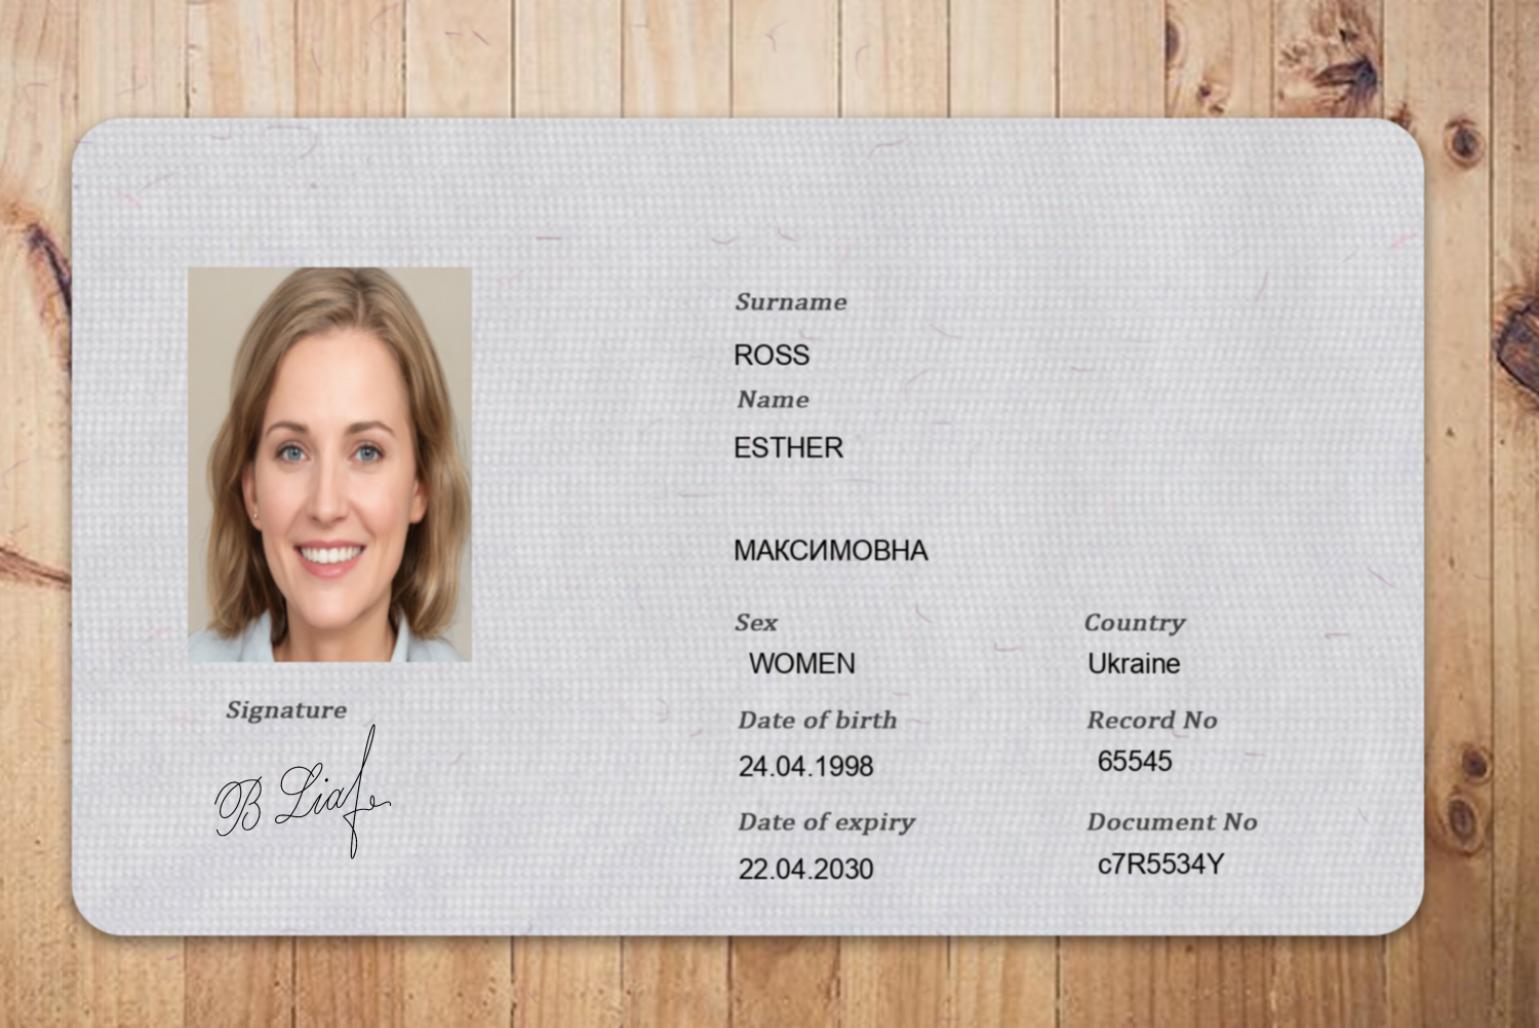 Surname
ROSS
Name
ESTHER
МАКСИМОВНА
Sex
Country
WOMEN
Ukraine
Date of birth
Record No
24.04.1998
65545
Date of expiry
Document No
22.04.2030
c7R5534Y
Signature